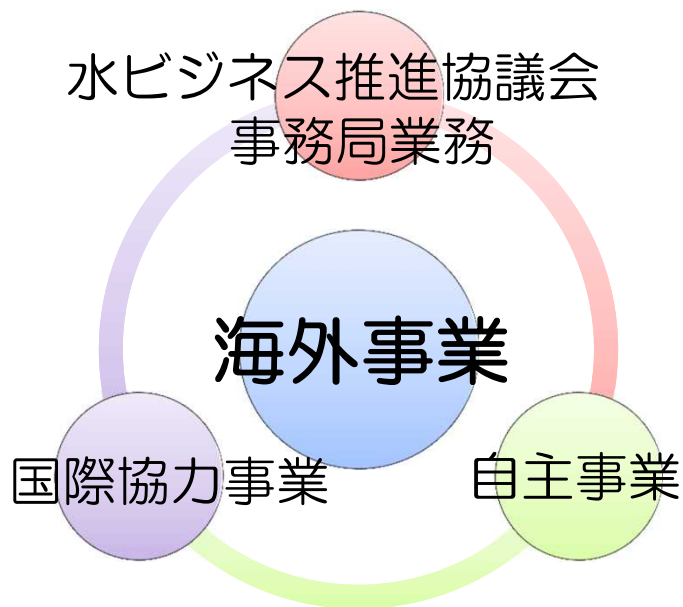 水ビジネス推進協議会
事務局業務
海外事業
国際協力事業
自主事業